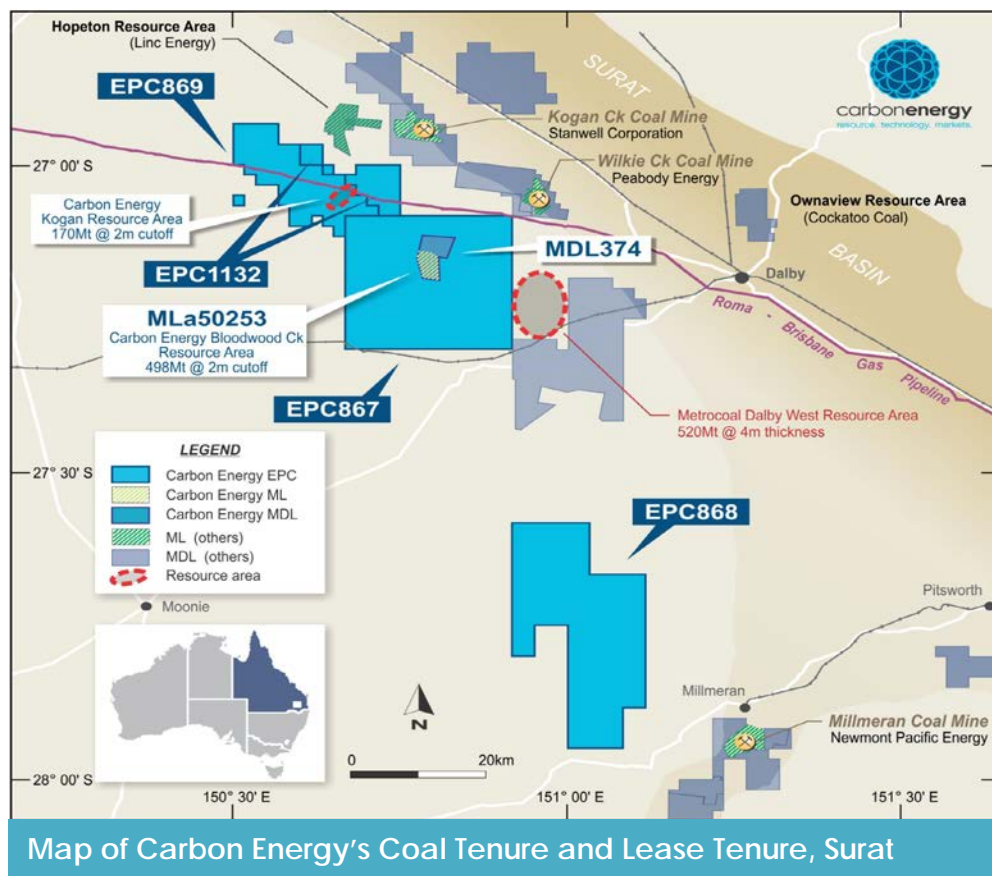 Hopeton Resource Area
(Linc Energy)
EPC869
SURAT
carbonenergy
resource. technology. markets.
Kogan Ck Coal Mine
Stanwell Corporation
27° 00' S
Wilkie Ck Coal Mine
Peabody Energy
Carbon Energy
Kogan Resource Area
170Mt @ 2m cutoff
Ownaview Resource Area
(Cockatoo Coal)
EPC1132
MDL374
BASIN
Dalby
MLa50253
Carbon Energy Bloodwood Ck
Resource Area
498Mt @ 2m cutoff
Roma - Brisbane Gas Pipeline
EPC867
Metrocoal Dalby West Resource Area
520Mt @ 4m thickness
27° 30' S
LEGEND
Carbon Energy EPC
Carbon Energy ML
Carbon Energy MDL
ML (others)
MDL (others)
Resource area
EPC868
Moonie
Pitsworth
Millmeran
N
Millmeran Coal Mine
Newmont Pacific Energy
0 20km
28° 00' S
150° 30' E
151° 00' E
151° 30' E
Map of Carbon Energy's Coal Tenure and Lease Tenure, Surat